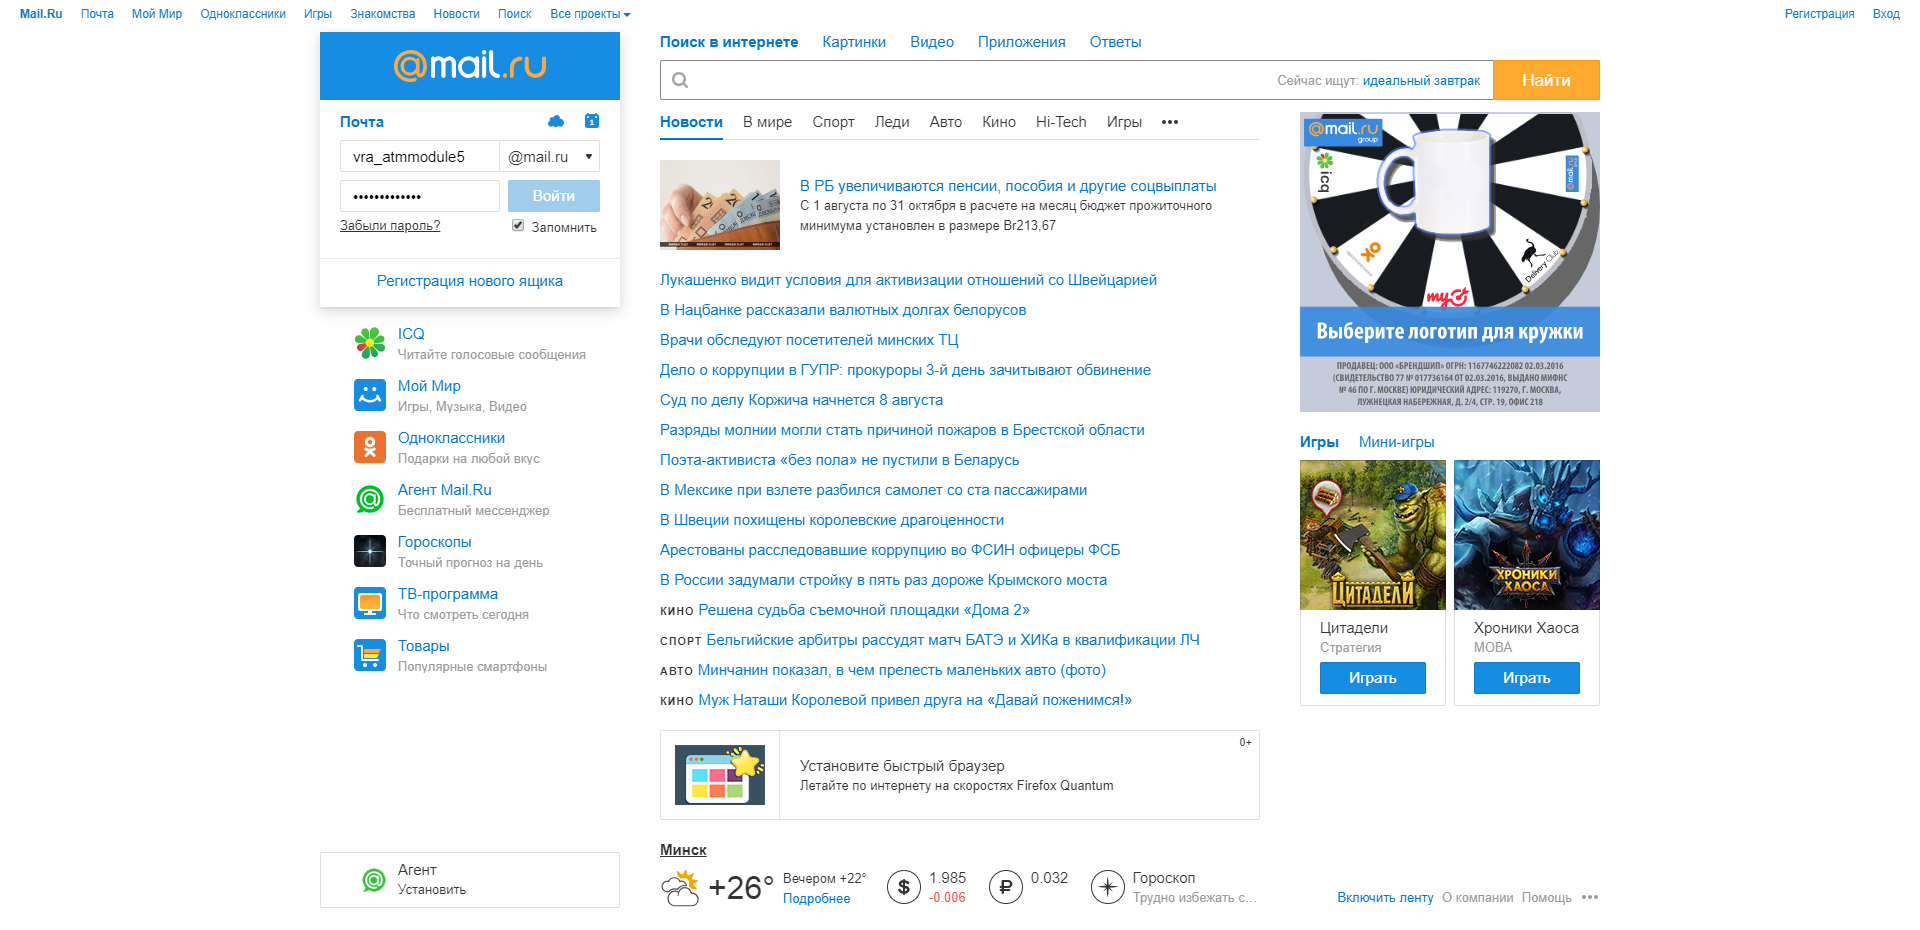 Mail.Ru Почта Мой Мир Одноклассники Игры Знакомства Новости Поиск Все проекты
Регистрация Вход
@mail.ru
Почта
1
vra_atmmodule5 @mail.ru
••••••••••••• Войти
Забыли пароль? Запомнить
Регистрация нового ящика
ICQ
Читайте голосовые сообщения
Мой Мир
Игры, Музыка, Видео
Одноклассники
Подарки на любой вкус
Агент Mail.Ru
Бесплатный мессенджер
Гороскопы
Точный прогноз на день
ТВ-программа
Что смотреть сегодня
Товары
Популярные смартфоны
Агент
Установить
Поиск в интернете Картинки Видео Приложения Ответы
Сейчас ищут: идеальный завтрак Найти
Новости В мире Спорт Леди Авто Кино Hi-Tech Игры •••
В РБ увеличиваются пенсии, пособия и другие соцвыплаты
С 1 августа по 31 октября в расчете на месяц бюджет прожиточного
минимума установлен в размере Br213,67
Лукашенко видит условия для активизации отношений со Швейцарией
В Нацбанке рассказали валютных долгах белорусов
Врачи обследуют посетителей минских ТЦ
Дело о коррупции в ГУПР: прокуроры 3-й день зачитывают обвинение
Суд по делу Коржича начнется 8 августа
Разряды молнии могли стать причиной пожаров в Брестской области
Поэта-активиста «без пола» не пустили в Беларусь
В Мексике при взлете разбился самолет со ста пассажирами
В Швеции похищены королевские драгоценности
Арестованы расследовавшие коррупцию во ФСИН офицеры ФСБ
В России задумали стройку в пять раз дороже Крымского моста
КИНО Решена судьба съемочной площадки «Дома 2»
СПОРТ Бельгийские арбитры рассудят матч БАТЭ и ХИКа в квалификации ЛЧ
АВТО Минчанин показал, в чем прелесть маленьких авто (фото)
КИНО Муж Наташи Королевой привел друга на «Давай поженимся!»
0+
Установите быстрый браузер
Летайте по интернету на скоростях Firefox Quantum
Минск
+26° Вечером +22°
Подробнее
$ 1.985
-0.006
₽ 0.032
Гороскоп
Трудно избежать с...
@mail.ru
group
icq
@mail.ru
ок
Delivery Club
my
Выберите логотип для кружки
ПРОДАВЕЦ: ООО «БРЕНДШИП» ОГРН: 1167746222082 02.03.2016
(СВИДЕТЕЛЬСТВО 77 № 017736164 ОТ 02.03.2016, ВЫДАНО МИФНС
№ 46 ПО Г. МОСКВЕ) ЮРИДИЧЕСКИЙ АДРЕС: 119270, Г. МОСКВА,
ЛУЖНЕЦКАЯ НАБЕРЕЖНАЯ, Д. 2/4, СТР. 19, ОФИС 218
Игры Мини-игры
ЦИТАДЕЛИ
Цитадели
Стратегия
Играть
ХРОНИКИ
ХАОСА
Хроники Хаоса
MOBA
Играть
Включить ленту О компании Помощь •••